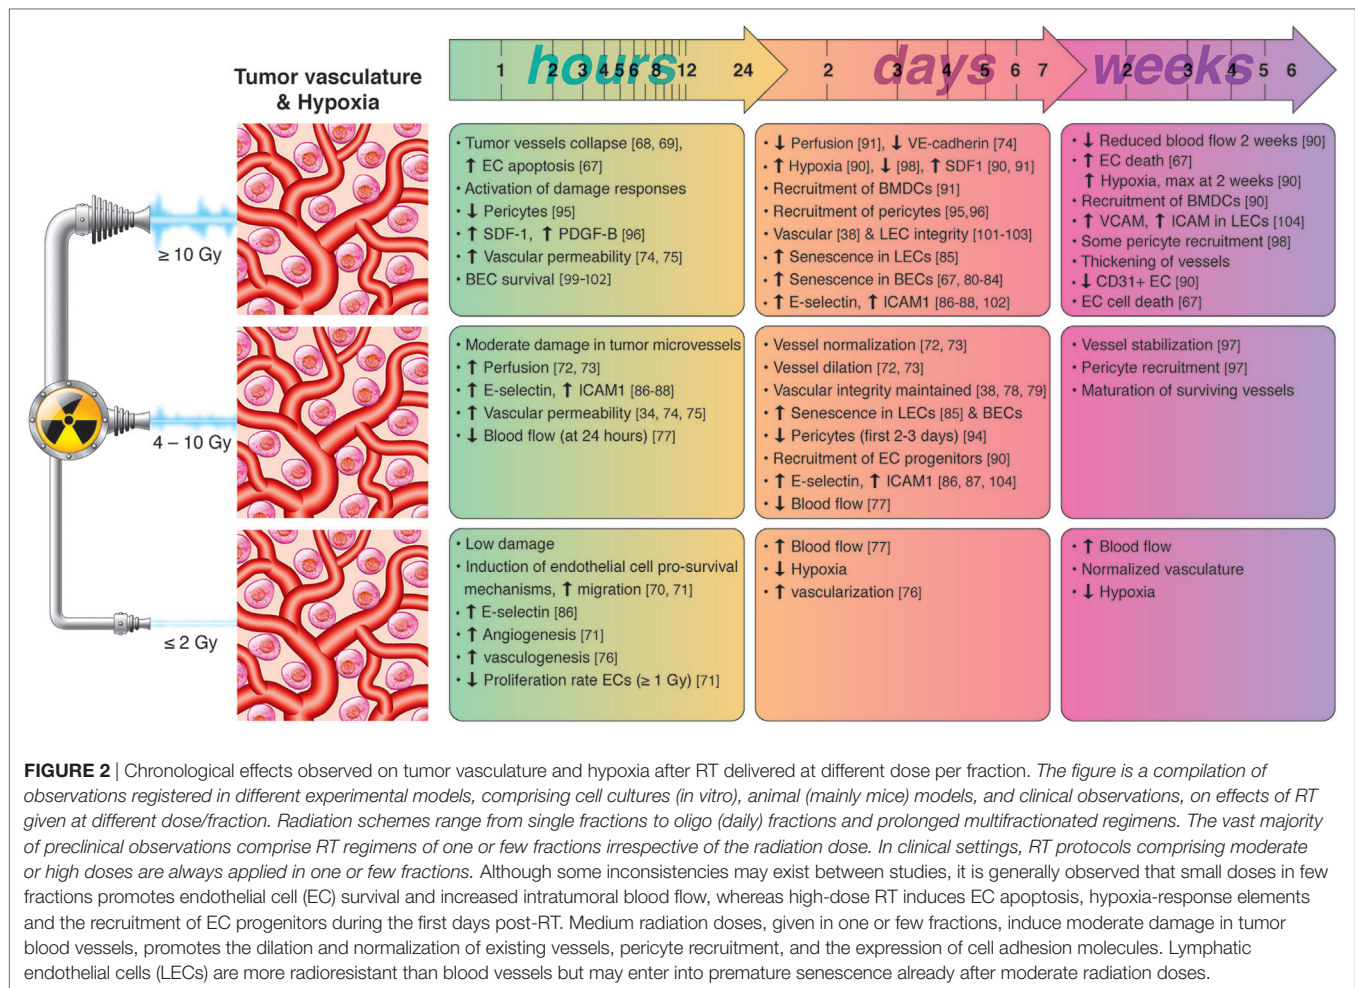 Tumor vasculature
& Hypoxia
hours
1 2 3 4 5 6 8 12 24
days
2 3 4 5 6 7
weeks
2 3 4 5 6
≥ 10 Gy
• Tumor vessels collapse [68, 69],
↑ EC apoptosis [67]
• Activation of damage responses
• ↓ Pericytes [95]
• ↑ SDF-1, ↑ PDGF-B [96]
• ↑ Vascular permeability [74, 75]
• BEC survival [99-102]
• ↓ Perfusion [91], ↓ VE-cadherin [74]
• ↑ Hypoxia [90], ↓ [98], ↑ SDF1 [90, 91]
• Recruitment of BMDCs [91]
• Recruitment of pericytes [95,96]
• Vascular [38] & LEC integrity [101-103]
• ↑ Senescence in LECs [85]
• ↑ Senescence in BECs [67, 80-84]
• ↑ E-selectin, ↑ ICAM1 [86-88, 102]
• ↓ Reduced blood flow 2 weeks [90]
• ↑ EC death [67]
↑ Hypoxia, max at 2 weeks [90]
• Recruitment of BMDCs [90]
• ↑ VCAM, ↑ ICAM in LECs [104]
• Some pericyte recruitment [98]
• Thickening of vessels
• ↓ CD31+ EC [90]
• EC cell death [67]
4 – 10 Gy
• Moderate damage in tumor microvessels
• ↑ Perfusion [72, 73]
• ↑ E-selectin, ↑ ICAM1 [86-88]
• ↑ Vascular permeability [34, 74, 75]
• ↓ Blood flow (at 24 hours) [77]
• Vessel normalization [72, 73]
• Vessel dilation [72, 73]
• Vascular integrity maintained [38, 78, 79]
• ↑ Senescence in LECs [85] & BECs
• ↓ Pericytes (first 2-3 days) [94]
• Recruitment of EC progenitors [90]
• ↑ E-selectin, ↑ ICAM1 [86, 87, 104]
• ↓ Blood flow [77]
• Vessel stabilization [97]
• Pericyte recruitment [97]
• Maturation of surviving vessels
≤ 2 Gy
• Low damage
• Induction of endothelial cell pro-survival
mechanisms, ↑ migration [70, 71]
• ↑ E-selectin [86]
• ↑ Angiogenesis [71]
• ↑ vasculogenesis [76]
• ↓ Proliferation rate ECs (≥ 1 Gy) [71]
• ↑ Blood flow [77]
• ↓ Hypoxia
• ↑ vascularization [76]
• ↑ Blood flow
• Normalized vasculature
• ↓ Hypoxia
FIGURE 2 | Chronological effects observed on tumor vasculature and hypoxia after RT delivered at different dose per fraction. The figure is a compilation of
observations registered in different experimental models, comprising cell cultures (in vitro), animal (mainly mice) models, and clinical observations, on effects of RT
given at different dose/fraction. Radiation schemes range from single fractions to oligo (daily) fractions and prolonged multifractionated regimens. The vast majority
of preclinical observations comprise RT regimens of one or few fractions irrespective of the radiation dose. In clinical settings, RT protocols comprising moderate
or high doses are always applied in one or few fractions. Although some inconsistencies may exist between studies, it is generally observed that small doses in few
fractions promotes endothelial cell (EC) survival and increased intratumoral blood flow, whereas high-dose RT induces EC apoptosis, hypoxia-response elements
and the recruitment of EC progenitors during the first days post-RT. Medium radiation doses, given in one or few fractions, induce moderate damage in tumor
blood vessels, promotes the dilation and normalization of existing vessels, pericyte recruitment, and the expression of cell adhesion molecules. Lymphatic
endothelial cells (LECs) are more radioresistant than blood vessels but may enter into premature senescence already after moderate radiation doses.